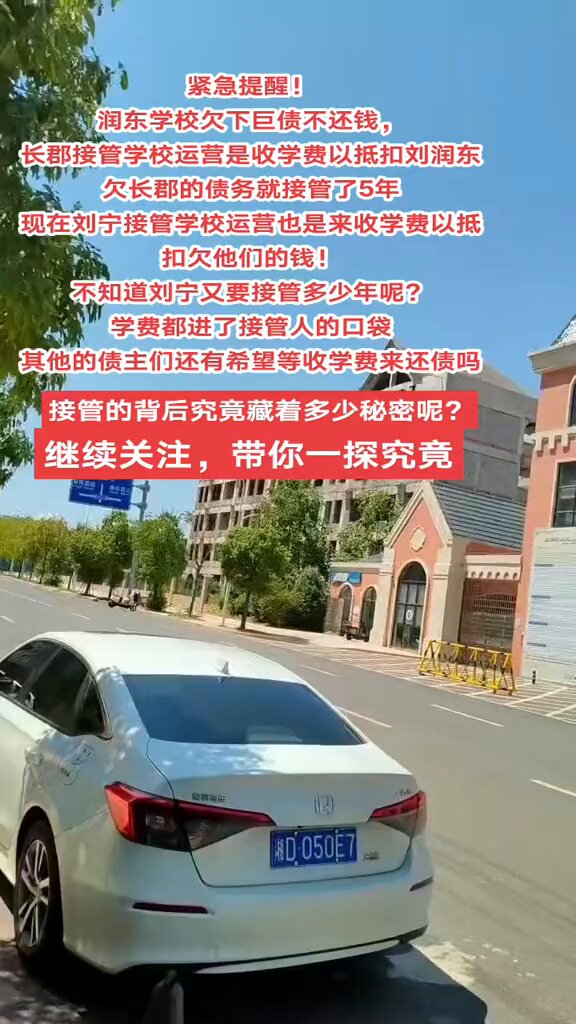 紧急提醒！
润东学校欠下巨债不还钱，
长郡接管学校运营是收学费以抵扣刘润东
欠长郡的债务就接管了5年
现在刘宁接管学校运营也是来收学费以抵
扣欠他们的钱！
不知道刘宁又要接管多少年呢？
学费都进了接管人的口袋
其他的债主们还有希望等收学费来还债吗
接管的背后究竟藏着多少秘密呢？
继续关注，带你一探究竟
湘D·050E7